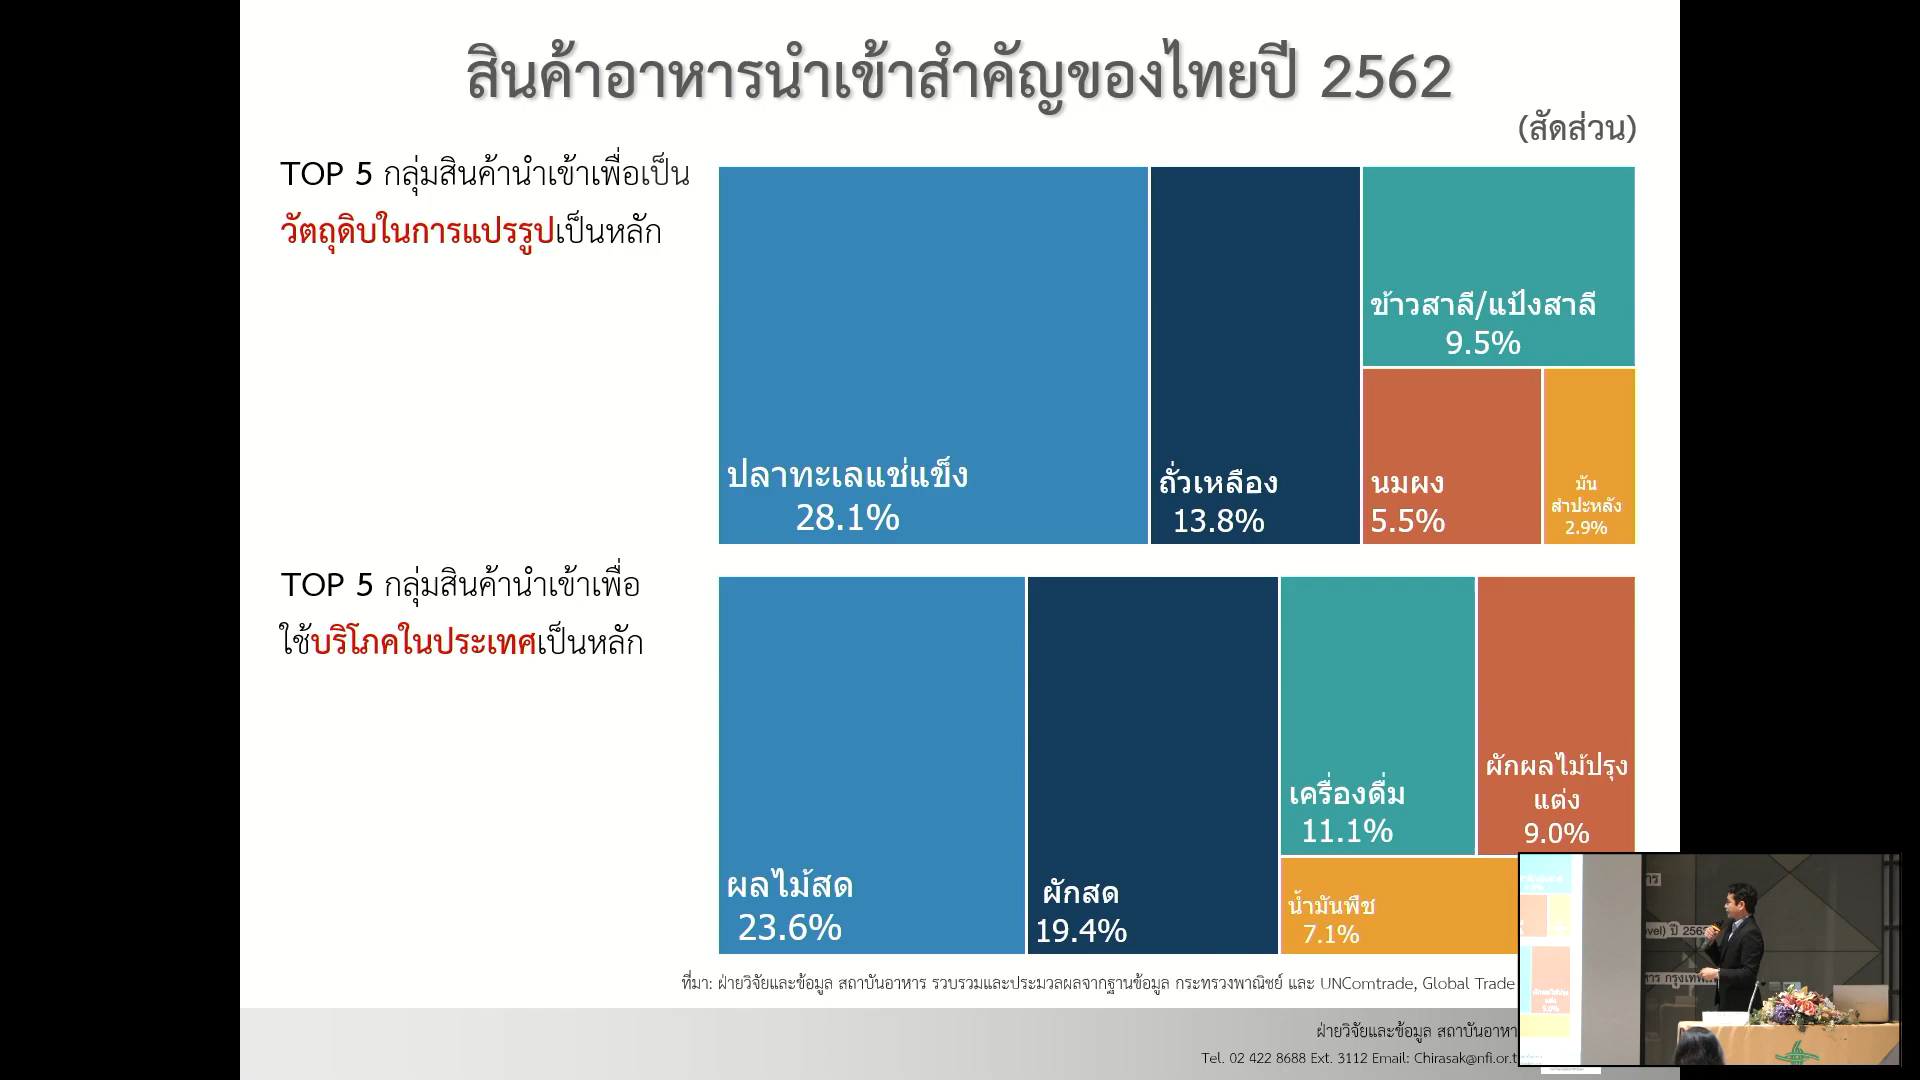 สินค้าอาหารนำเข้าสำคัญของไทยปี 2562
(สัดส่วน)
TOP 5 กลุ่มสินค้านำเข้าเพื่อเป็น
วัตถุดิบในการแปรรูปเป็นหลัก
ปลาทะเลแช่แข็ง
28.1%
ถั่วเหลือง
13.8%
ข้าวสาลี/แป้งสาลี
9.5%
นมผง
5.5%
มัน
สำปะหลัง
2.9%
TOP 5 กลุ่มสินค้านำเข้าเพื่อ
ใช้บริโภคในประเทศเป็นหลัก
ผลไม้สด
23.6%
ผักสด
19.4%
เครื่องดื่ม
11.1%
ผักผลไม้ปรุง
แต่ง
9.0%
น้ำมันพืช
7.1%
ที่มา: ฝ่ายวิจัยและข้อมูล สถาบันอาหาร รวบรวมและประมวลผลจากฐานข้อมูล กระทรวงพาณิชย์ และ UNComtrade, Global Trade
ฝ่ายวิจัยและข้อมูล สถาบันอาหา
Tel. 02 422 8688 Ext. 3112 Email: Chirasak@nfi.or.t